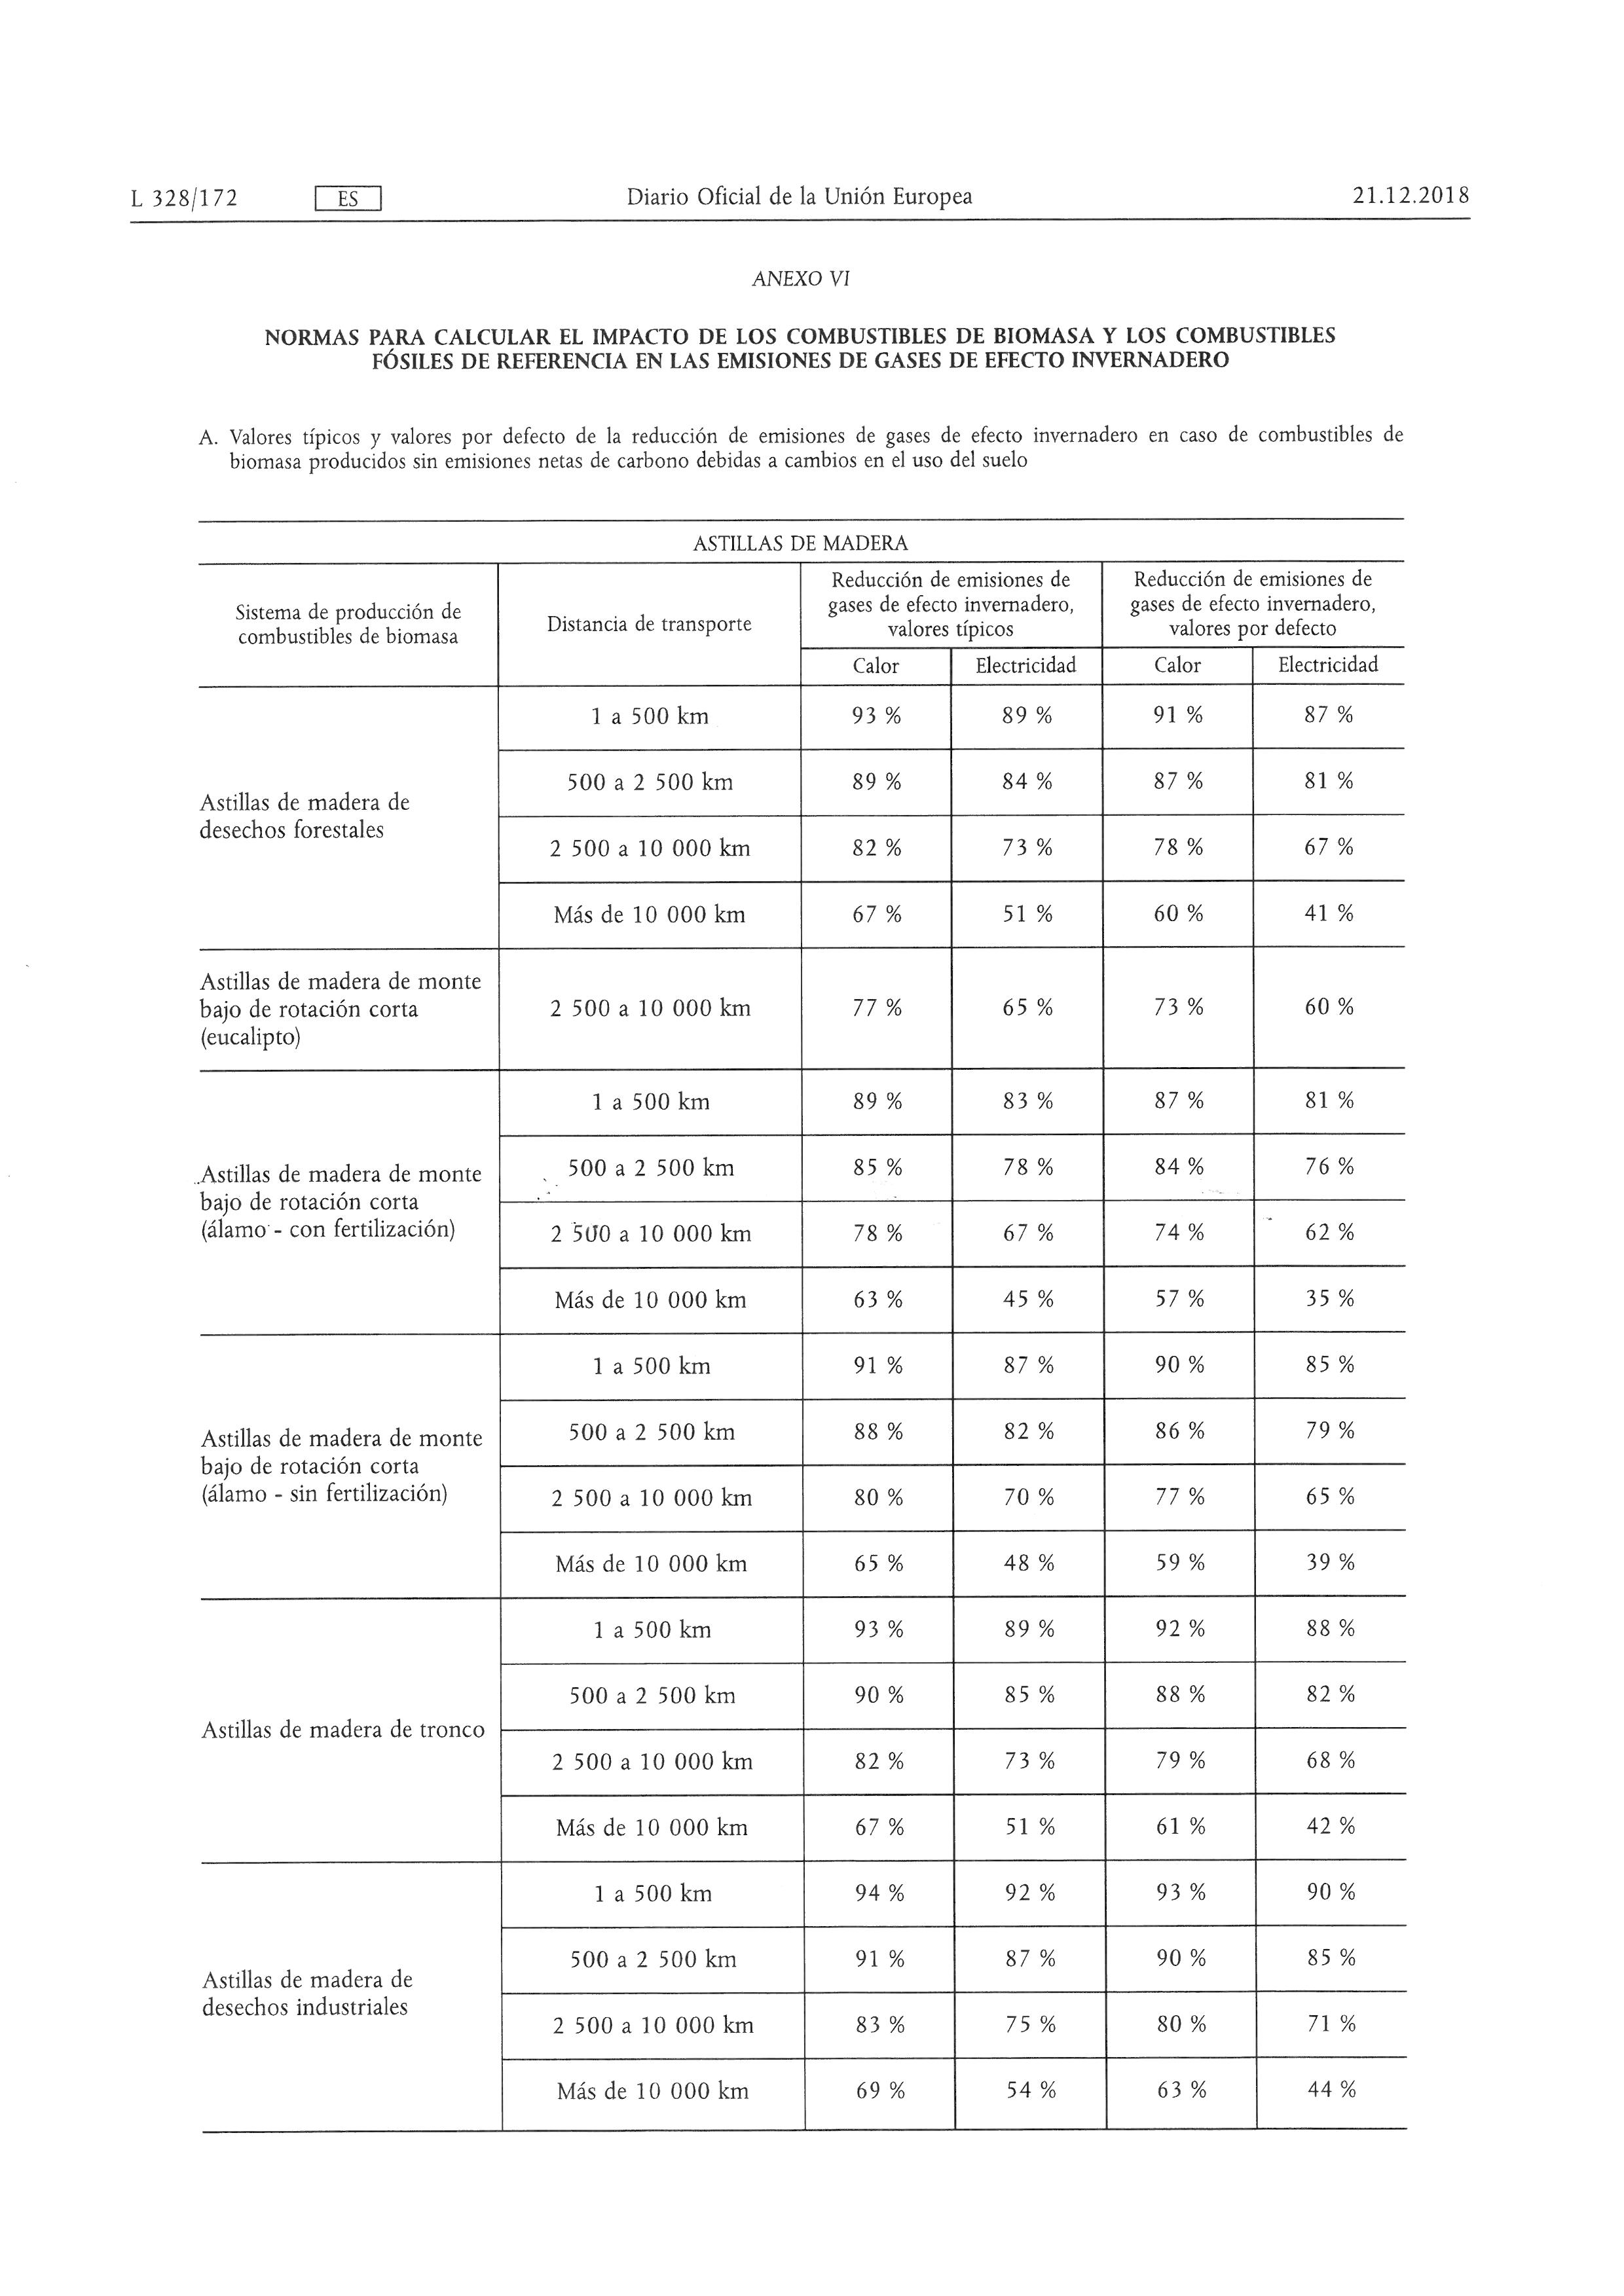 L 328/172
ES
Diario Oficial de la Unión Europea
21.12.2018
ANEXO VI
NORMAS PARA CALCULAR EL IMPACTO DE LOS COMBUSTIBLES DE BIOMASA Y LOS COMBUSTIBLES
FÓSILES DE REFERENCIA EN LAS EMISIONES DE GASES DE EFECTO INVERNADERO
A. Valores típicos y valores por defecto de la reducción de emisiones de gases de efecto invernadero en caso de combustibles de
biomasa producidos sin emisiones netas de carbono debidas a cambios en el uso del suelo
ASTILLAS DE MADERA
Sistema de producción de
combustibles de biomasa
Distancia de transporte
Reducción de emisiones de
gases de efecto invernadero,
valores típicos
Reducción de emisiones de
gases de efecto invernadero,
valores por defecto
Calor
Electricidad
Calor
Electricidad
Astillas de madera de
desechos forestales
1 a 500 km 93 % 89 % 91 % 87 %
500 a 2 500 km 89 % 84 % 87 % 81 %
2 500 a 10 000 km 82 % 73 % 78 % 67 %
Más de 10 000 km 67 % 51 % 60 % 41 %
Astillas de madera de monte
bajo de rotación corta
(eucalipto)
2 500 a 10 000 km 77 % 65 % 73 % 60 %
Astillas de madera de monte
bajo de rotación corta
(álamo - con fertilización)
1 a 500 km 89 % 83 % 87 % 81 %
500 a 2 500 km 85 % 78 % 84 % 76 %
2 500 a 10 000 km 78 % 67 % 74 % 62 %
Más de 10 000 km 63 % 45 % 57 % 35 %
Astillas de madera de monte
bajo de rotación corta
(álamo - sin fertilización)
1 a 500 km 91 % 87 % 90 % 85 %
500 a 2 500 km 88 % 82 % 86 % 79 %
2 500 a 10 000 km 80 % 70 % 77 % 65 %
Más de 10 000 km 65 % 48 % 59 % 39 %
Astillas de madera de tronco
1 a 500 km 93 % 89 % 92 % 88 %
500 a 2 500 km 90 % 85 % 88 % 82 %
2 500 a 10 000 km 82 % 73 % 79 % 68 %
Más de 10 000 km 67 % 51 % 61 % 42 %
Astillas de madera de
desechos industriales
1 a 500 km 94 % 92 % 93 % 90 %
500 a 2 500 km 91 % 87 % 90 % 85 %
2 500 a 10 000 km 83 % 75 % 80 % 71 %
Más de 10 000 km 69 % 54 % 63 % 44 %